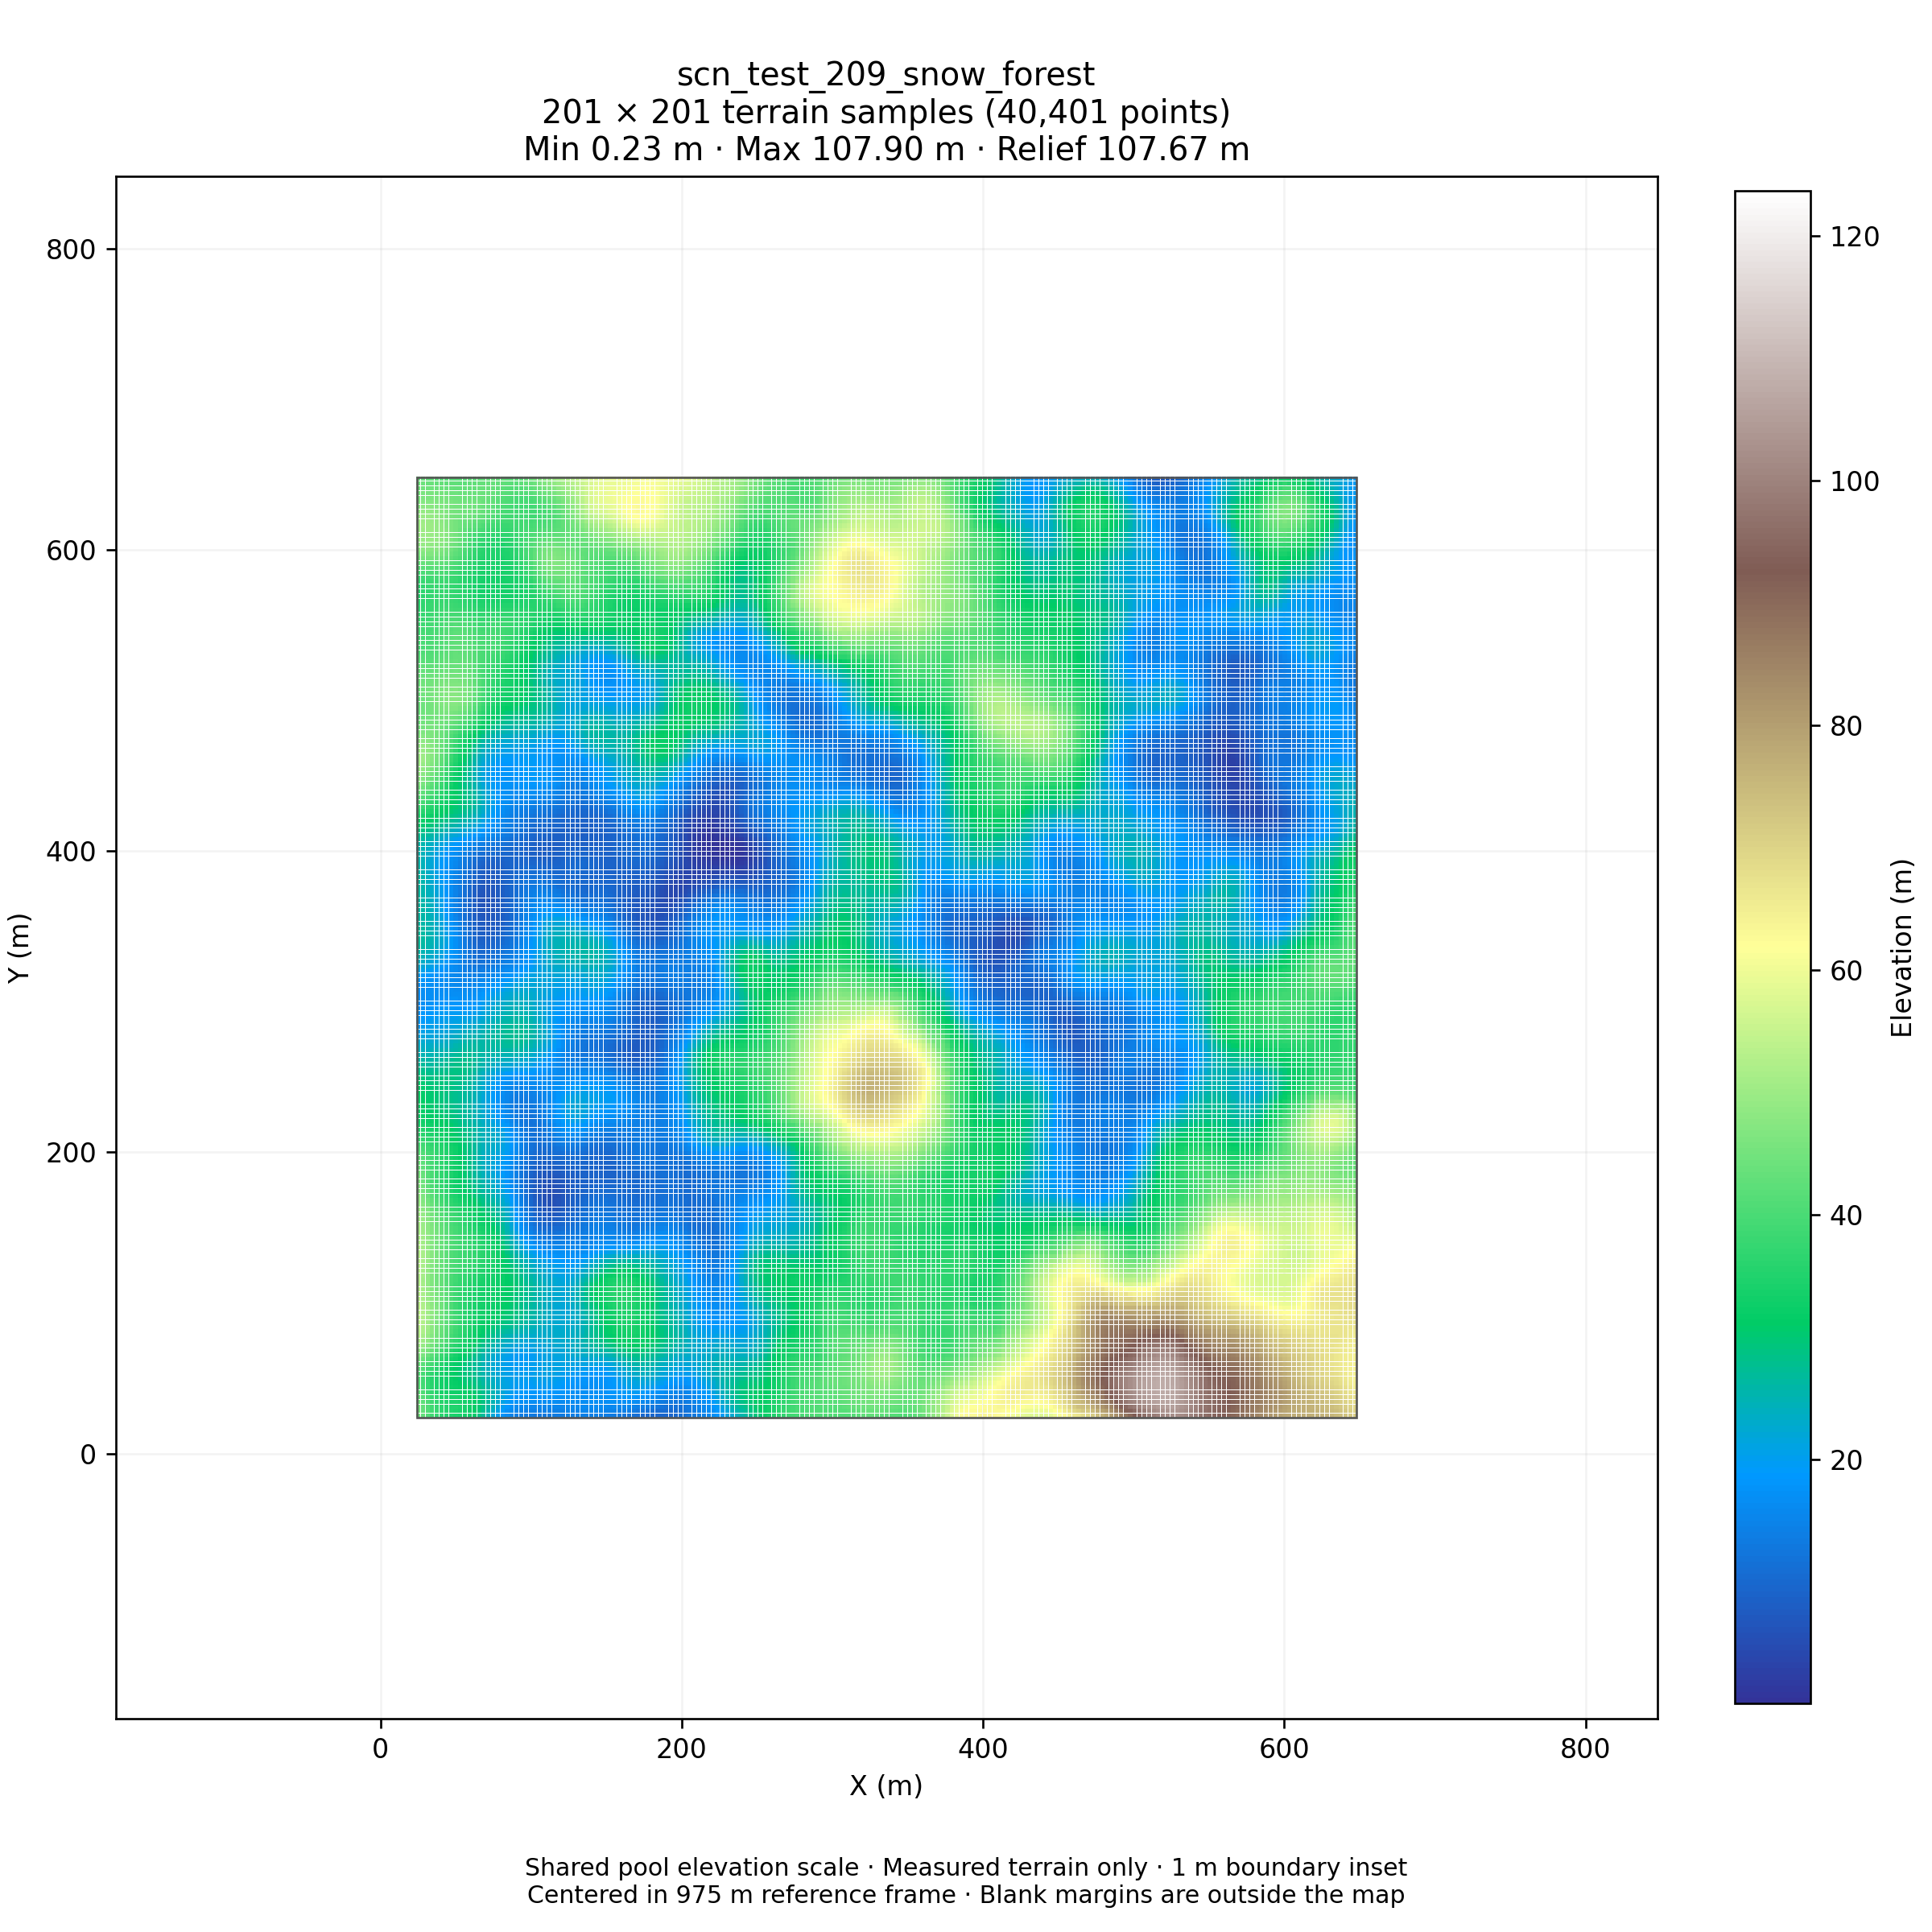 scn_test_209_snow_forest
201 × 201 terrain samples (40,401 points)
Min 0.23 m · Max 107.90 m · Relief 107.67 m
800
600
400
200
0
Y (m)
0
200
400
600
800
X (m)
120
100
80
60
40
20
Elevation (m)
Shared pool elevation scale · Measured terrain only · 1 m boundary inset
Centered in 975 m reference frame · Blank margins are outside the map